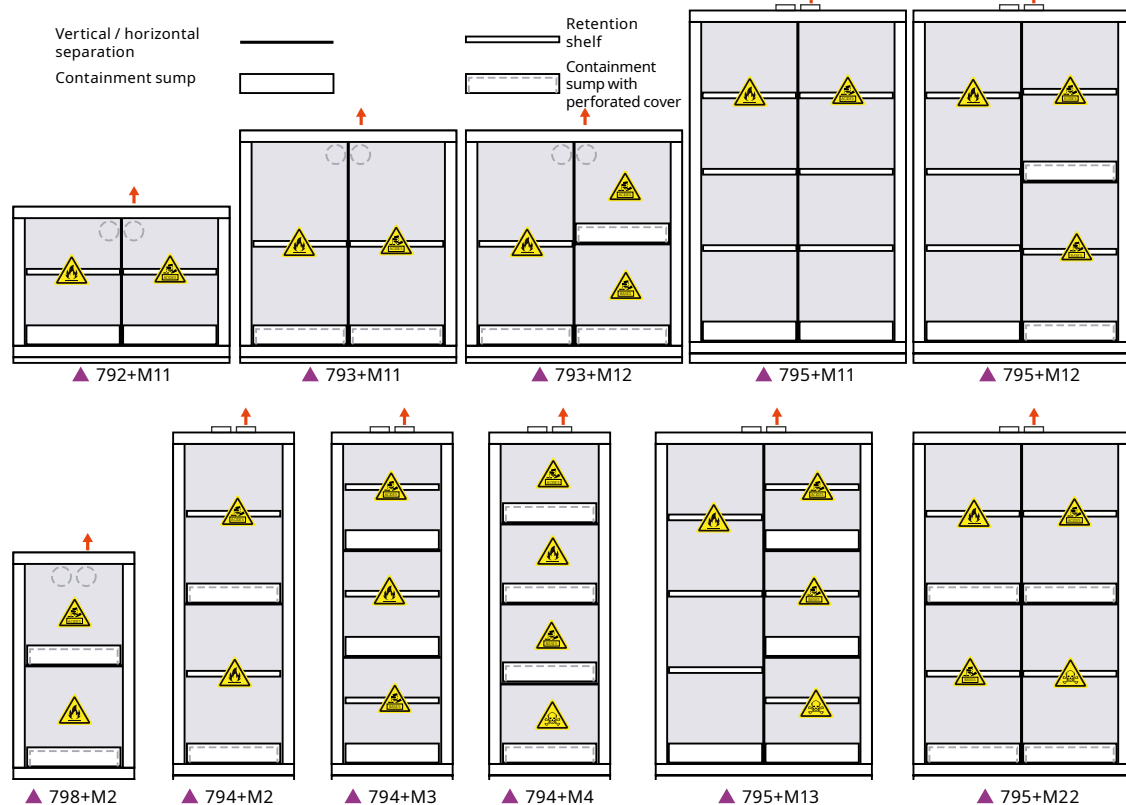 Vertical / horizontal
separation
Containment sump
Retention
shelf
Containment
sump with
perforated cover
792+M11
793+M11
793+M12
795+M11
795+M12
798+M2
794+M2
794+M3
794+M4
795+M13
795+M22